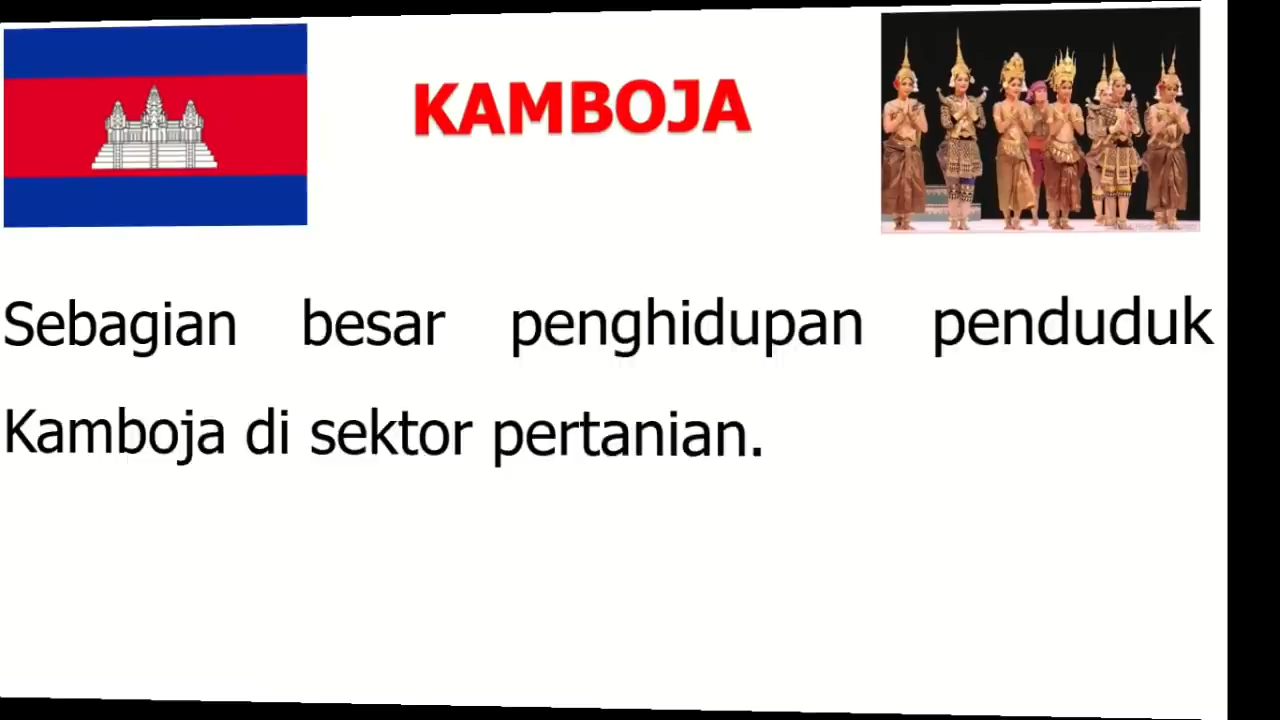 KAMBOJA
Sebagian besar penghidupan penduduk
Kamboja di sektor pertanian.